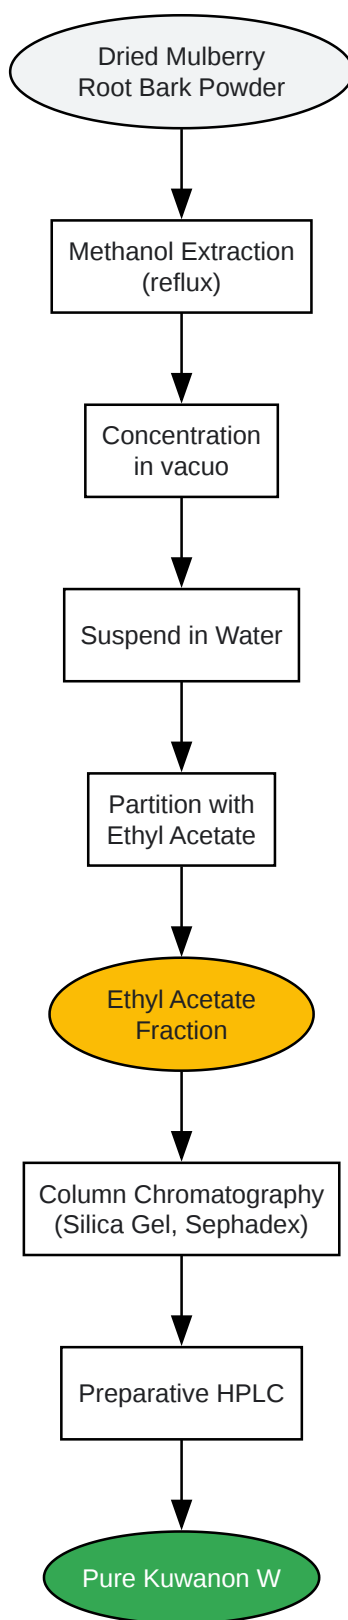 Dried Mulberry
Root Bark Powder
Methanol Extraction
(reflux)
Concentration
in vacuo
Suspend in Water
Partition with
Ethyl Acetate
Ethyl Acetate
Fraction
Column Chromatography
(Silica Gel, Sephadex)
Preparative HPLC
Pure Kuwanon W